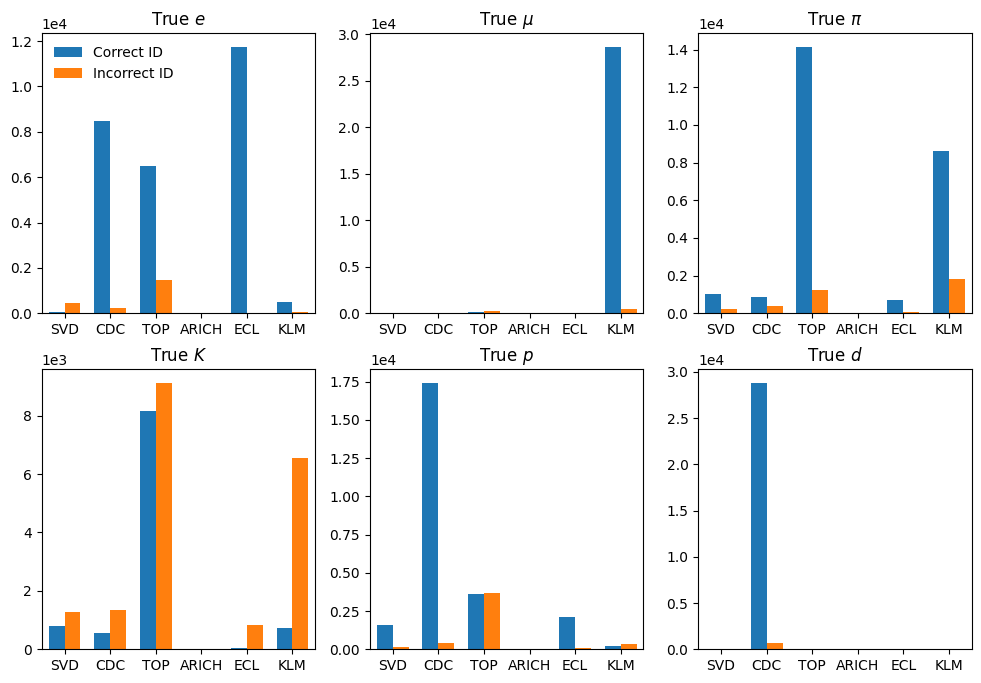 True e
1e4
Correct ID
Incorrect ID
1.2
1.0
0.8
0.6
0.4
0.2
0.0
SVD CDC TOP ARICH ECL KLM
True μ
1e4
3.0
2.5
2.0
1.5
1.0
0.5
0.0
SVD CDC TOP ARICH ECL KLM
True π
1e4
1.4
1.2
1.0
0.8
0.6
0.4
0.2
0.0
SVD CDC TOP ARICH ECL KLM
True K
1e3
8
6
4
2
0
SVD CDC TOP ARICH ECL KLM
True p
1e4
1.75
1.50
1.25
1.00
0.75
0.50
0.25
0.00
SVD CDC TOP ARICH ECL KLM
True d
1e4
3.0
2.5
2.0
1.5
1.0
0.5
0.0
SVD CDC TOP ARICH ECL KLM